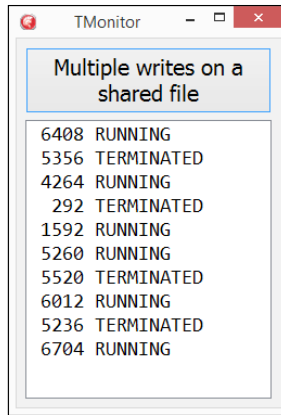 TMonitor
Multiple writes on a
shared file
6408 RUNNING
5356 TERMINATED
4264 RUNNING
292 TERMINATED
1592 RUNNING
5260 RUNNING
5520 TERMINATED
6012 RUNNING
5236 TERMINATED
6704 RUNNING